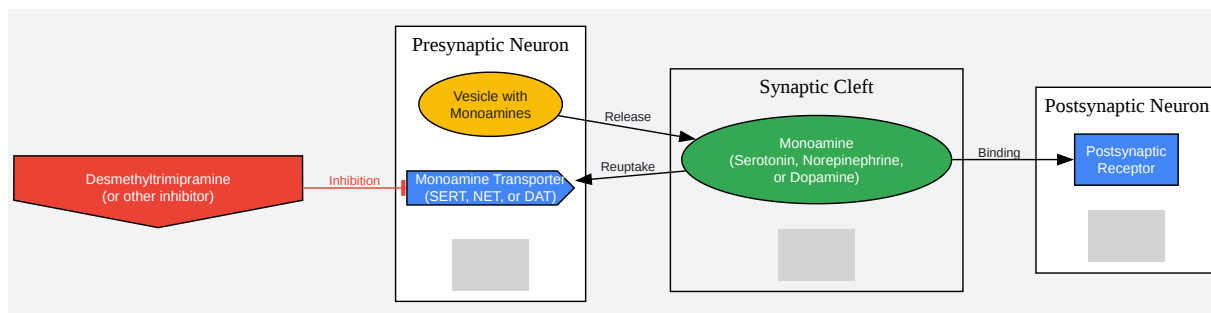 Presynaptic Neuron
Vesicle with
Monoamines
Release
Synaptic Cleft
Monoamine
(Serotonin, Norepinephrine,
or Dopamine)
Postsynaptic Neuron
Binding
Postsynaptic
Receptor
Desmethyltrimipramine
(or other inhibitor)
Inhibition
Monoamine Transporter
(SERT, NET, or DAT)
Reuptake